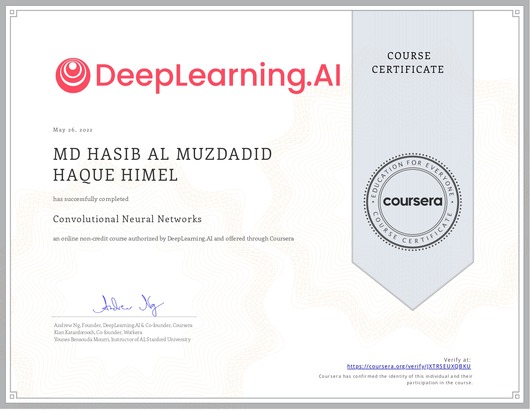 DeepLearning.AI
COURSE
CERTIFICATE
May 26, 2022
MD HASIB AL MUZDADID
HAQUE HIMEL
has successfully completed
Convolutional Neural Networks
an online non-credit course authorized by DeepLearning.AI and offered through Coursera
EDUCATION FOR EVERYONE
coursera
COURSE CERTIFICATE
Andrew Ng
Andrew Ng, Founder, DeepLearning.AI & Co-founder, Coursera
Kian Katanforoosh, Co-founder, Workera
Younes Bensouda Mourri, Instructor of AI, Stanford University
Verify at:
https://coursera.org/verify/JXTRSEUXQBKU
Coursera has confirmed the identity of this individual and their
participation in the course.